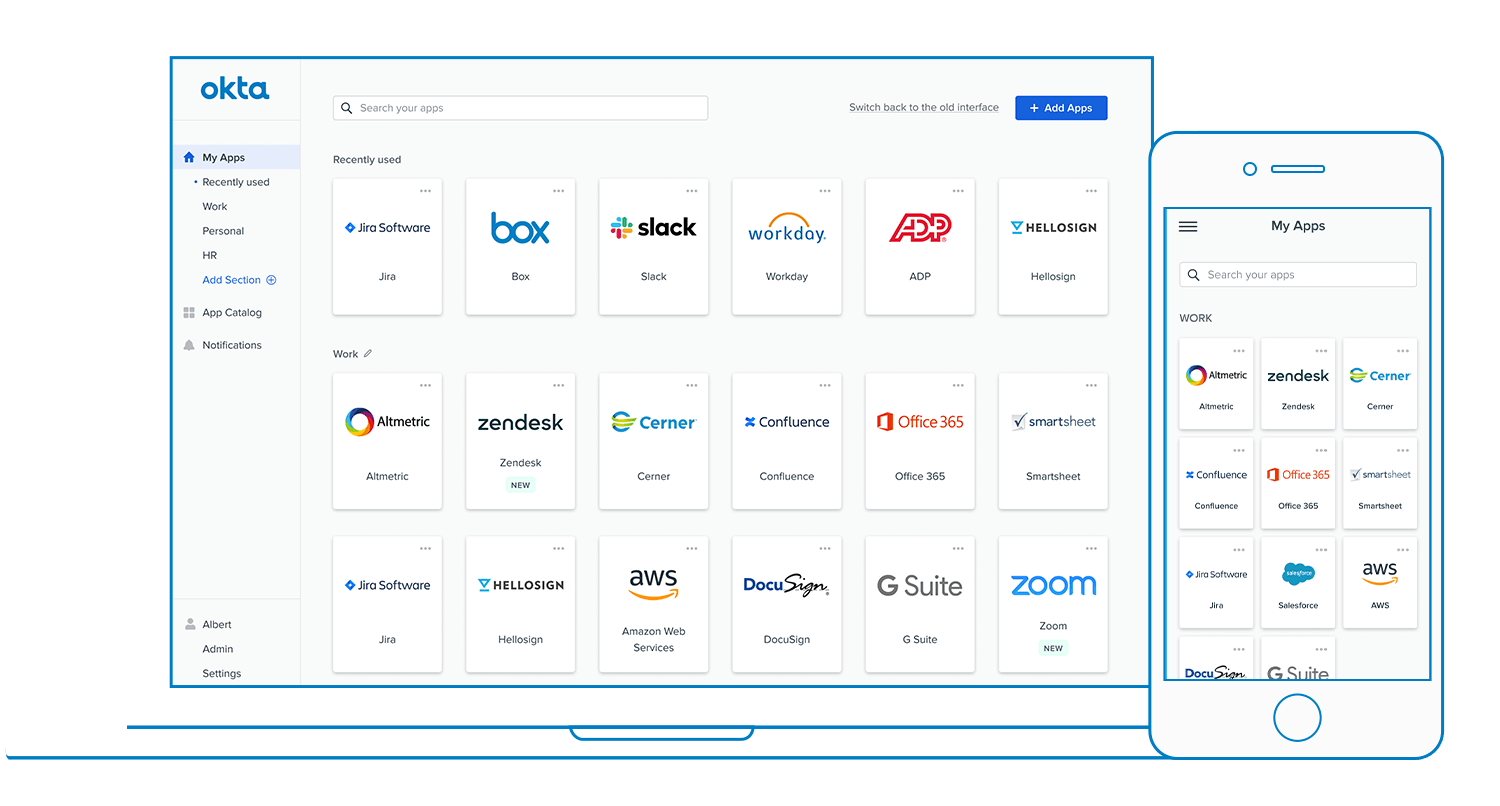 okta
Search your apps
Switch back to the old interface
+ Add Apps
My Apps
Recently used
Work
Personal
HR
Add Section
App Catalog
Notifications
Albert
Admin
Settings
Recently used
Jira Software
Jira
box
Box
slack
Slack
workday.
Workday
ADP
ADP
HELLOSIGN
Hellosign
Work
Altmetric
Altmetric
zendesk
Zendesk
NEW
Cerner
Cerner
Confluence
Confluence
Office 365
Office 365
smartsheet
Smartsheet
Jira Software
Jira
HELLOSIGN
Hellosign
aws
Amazon Web
Services
DocuSign
DocuSign
G Suite
G Suite
zoom
Zoom
NEW
My Apps
Search your apps
WORK
Altmetric
Altmetric
zendesk
Zendesk
Cerner
Cerner
Confluence
Confluence
Office 365
Office 365
smartsheet
Smartsheet
Jira Software
Jira
salesforce
Salesforce
aws
AWS
DocuSign
G Suite